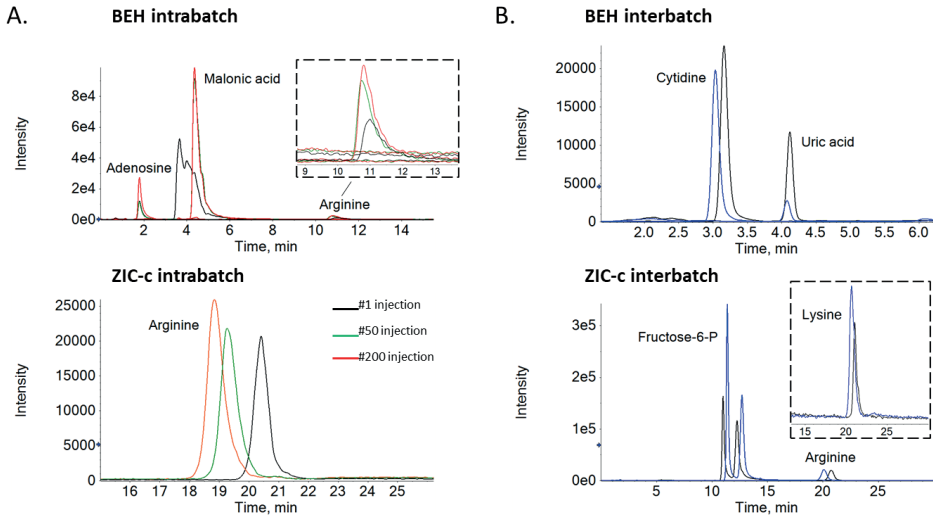 A.
BEH intrabatch
Intensity
8e4
6e4
4e4
2e4
0e0
Adenosine
Malonic acid
9 10 11 12 13
Arginine
2 4 6 8 10 12 14
Time, min
ZIC-c intrabatch
Intensity
25000
20000
15000
10000
5000
0
Arginine
#1 injection
#50 injection
#200 injection
15 16 17 18 19 20 21 22 23 24 25
Time, min
B.
BEH interbatch
Intensity
20000
15000
10000
5000
0
Cytidine
Uric acid
2.0 2.5 3.0 3.5 4.0 4.5 5.0 5.5 6.0
Time, min
ZIC-c interbatch
Intensity
3e5
2e5
1e5
0e0
Fructose-6-P
Lysine
15 21 25
Arginine
5 10 15 20 25
Time, min